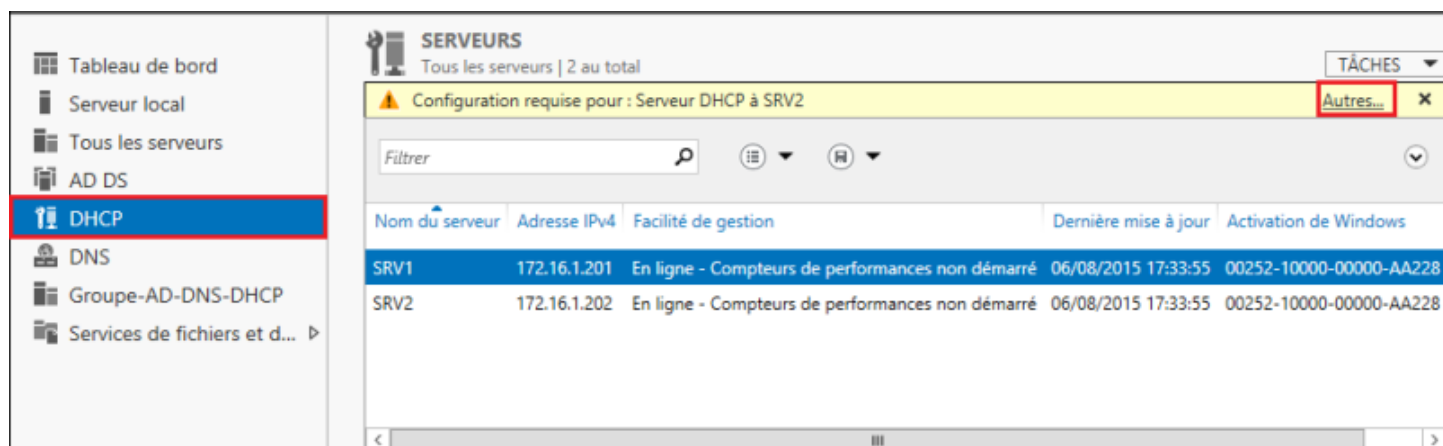 Tableau de bord
Serveur local
Tous les serveurs
AD DS
DHCP
DNS
Groupe-AD-DNS-DHCP
Services de fichiers et d...
SERVEURS
Tous les serveurs | 2 au total
TÂCHES
Configuration requise pour : Serveur DHCP à SRV2 Autres...
Filtrer
Nom du serveur Adresse IPv4 Facilité de gestion Dernière mise à jour Activation de Windows
SRV1 172.16.1.201 En ligne - Compteurs de performances non démarré 06/08/2015 17:33:55 00252-10000-00000-AA228
SRV2 172.16.1.202 En ligne - Compteurs de performances non démarré 06/08/2015 17:33:55 00252-10000-00000-AA228